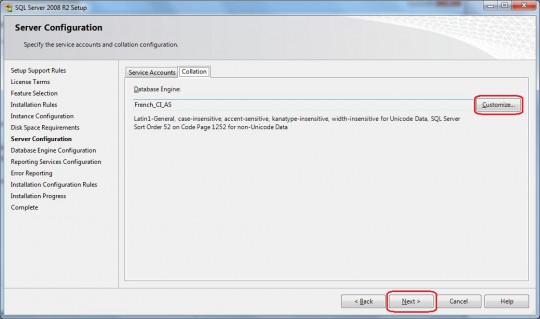 SQL Server 2008 R2 Setup
Server Configuration
Specify the service accounts and collation configuration.
Setup Support Rules
License Terms
Feature Selection
Installation Rules
Instance Configuration
Disk Space Requirements
Server Configuration
Database Engine Configuration
Reporting Services Configuration
Error Reporting
Installation Configuration Rules
Installation Progress
Complete
Service Accounts Collation
Database Engine:
French_CI_AS
Customize...
Latin1-General, case-insensitive, accent-sensitive, kanatype-insensitive, width-insensitive for Unicode Data, SQL Server
Sort Order 52 on Code Page 1252 for non-Unicode Data
< Back Next > Cancel Help